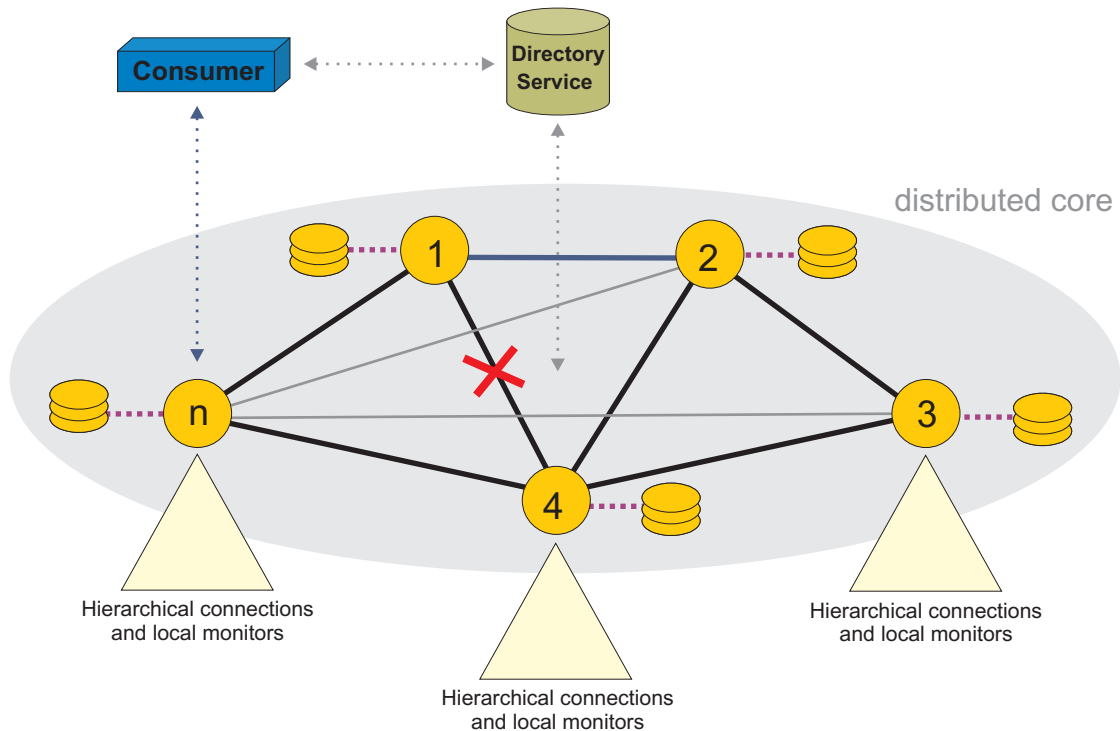 Consumer
Directory
Service
distributed core
1
2
n
3
4
Hierarchical connections
and local monitors
Hierarchical connections
and local monitors
Hierarchical connections
and local monitors